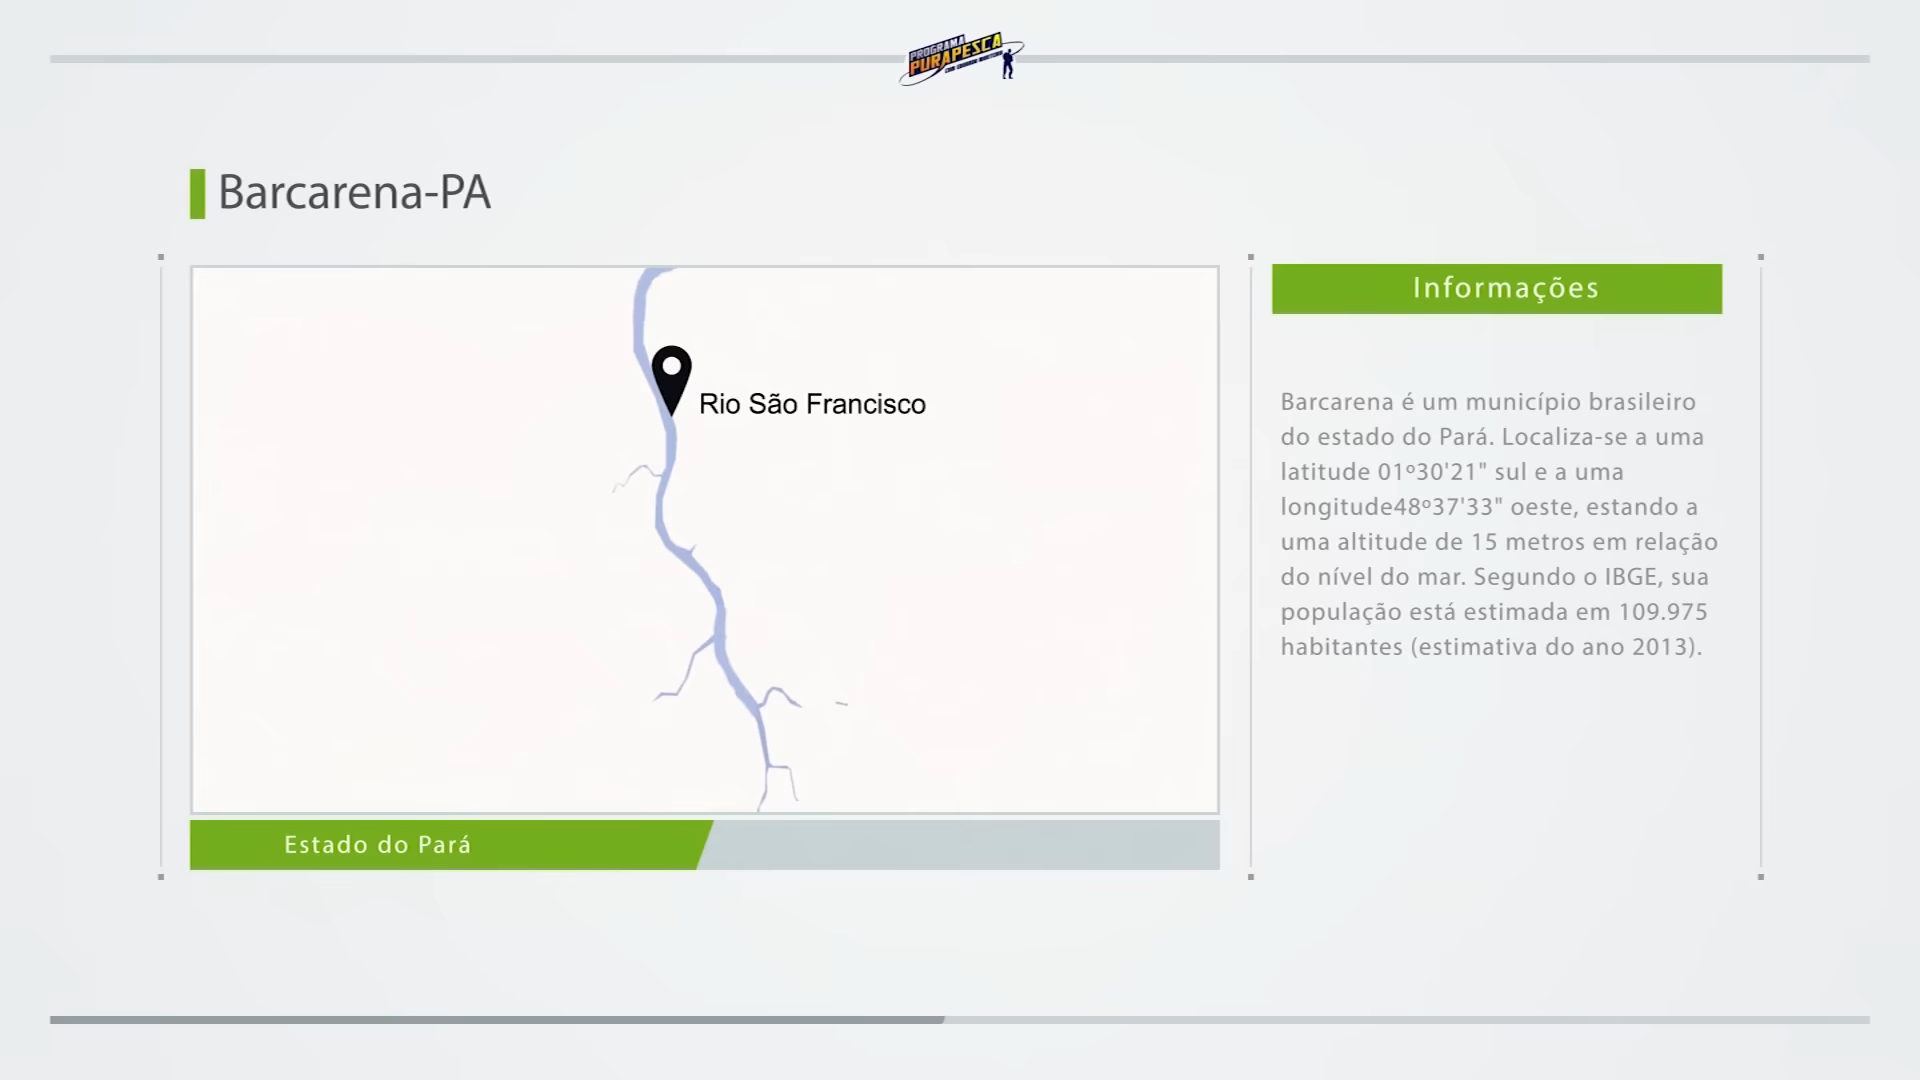 PROGRAMA
PURAPESCA
Barcarena-PA
Rio São Francisco
Estado do Pará
Informações
Barcarena é um município brasileiro
do estado do Pará. Localiza-se a uma
latitude 01º30'21" sul e a uma
longitude48º37'33" oeste, estando a
uma altitude de 15 metros em relação
do nível do mar. Segundo o IBGE, sua
população está estimada em 109.975
habitantes (estimativa do ano 2013).